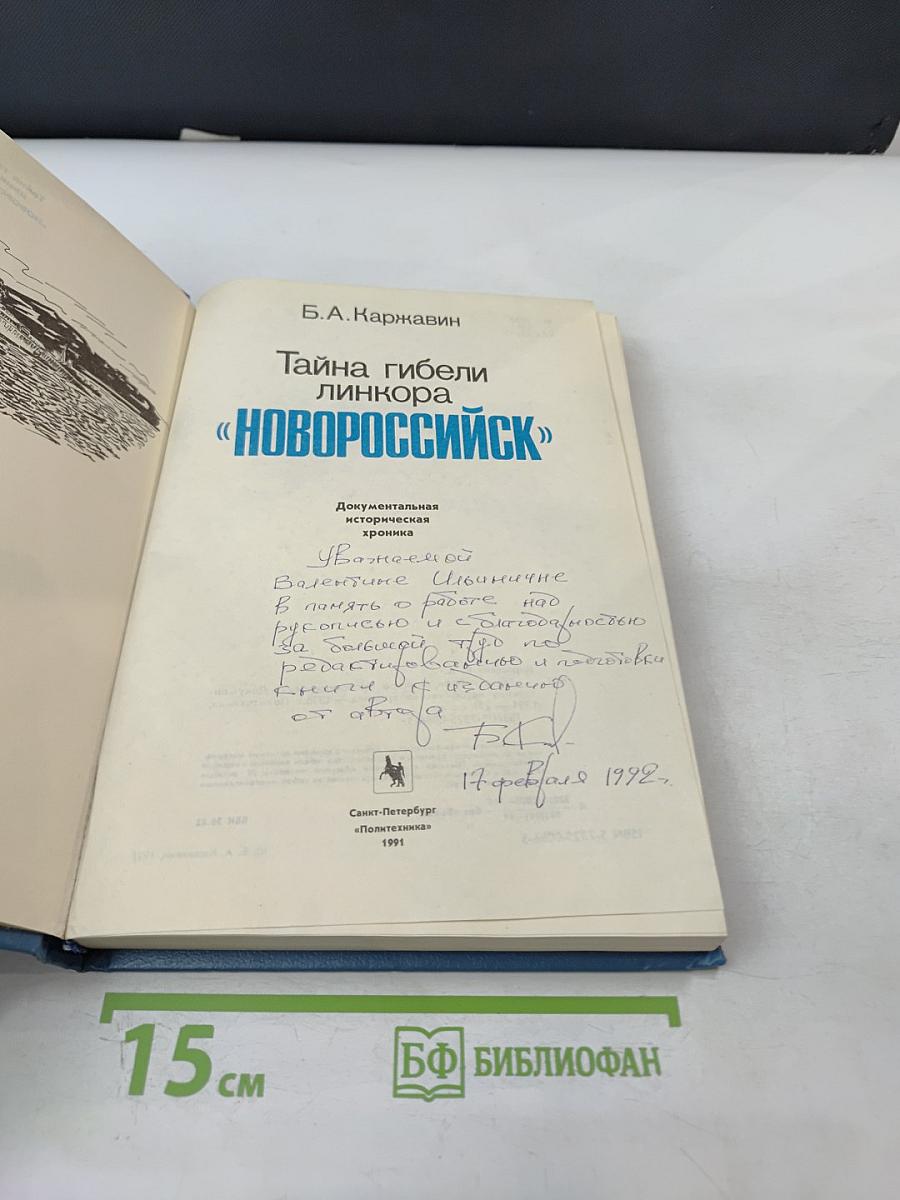 Б.А.Каржавин
Тайна гибели
линкора
«НОВОРОССИЙСК»
Документальная
историческая
хроника
Уважаемой
Валентине Ильиничне
в память о работе над
рукописью и с благодарностью
за большой труд по
редактированию и подготовки
книги к изданию
от автора
17 февраля 1992 г.
Санкт-Петербург
«Политехника»
1991
15 см
БФ БИБЛИОФАН